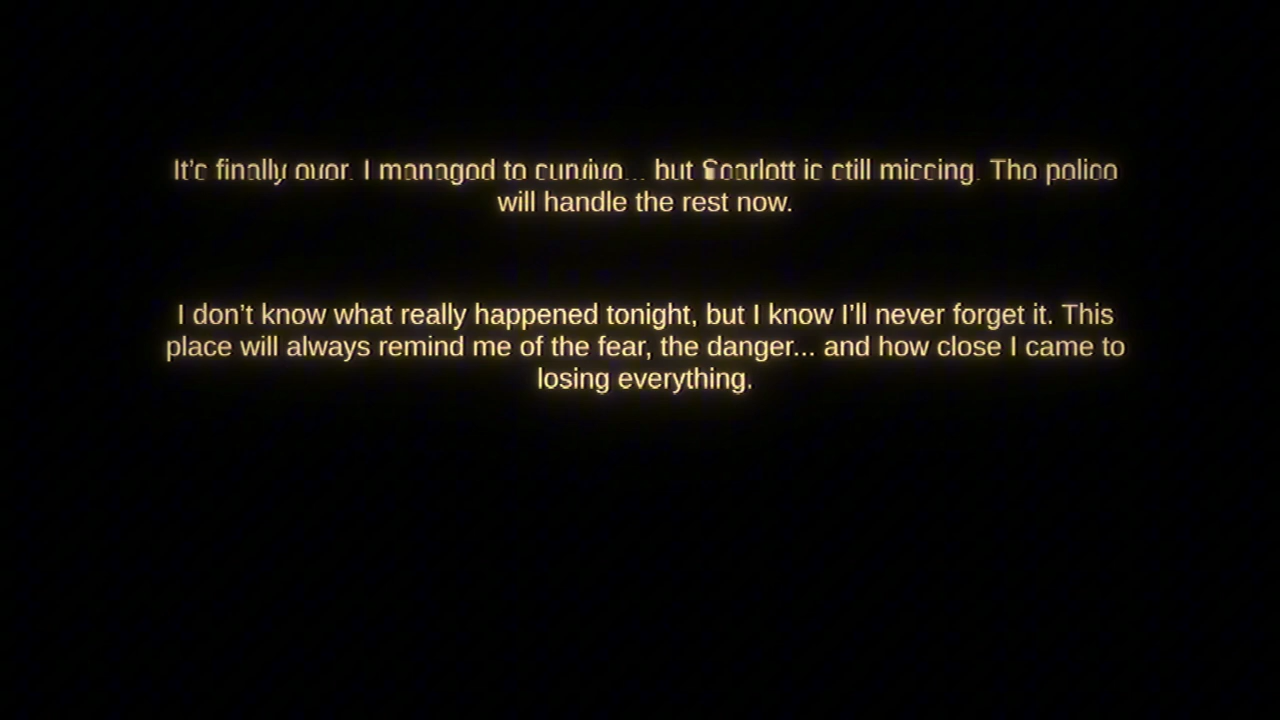 It’s finally over. I managed to survive... but Scarlett is still missing. The police
will handle the rest now.
I don’t know what really happened tonight, but I know I’ll never forget it. This
place will always remind me of the fear, the danger... and how close I came to
losing everything.